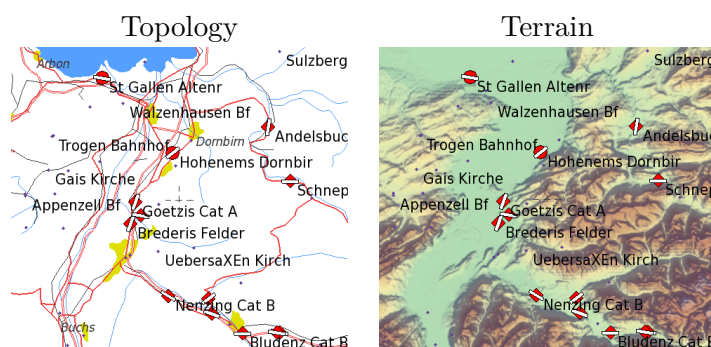 Topology
Terrain
Arbon
Sulzberg
St Gallen Altenr
Walzenhausen Bf
Dornbirn
Andelsbuc
Trogen Bahnhof
Hohenems Dornbir
Gais Kirche
Schnep
Appenzell Bf
Goetzis Cat A
Brederis Felder
UebersaXEn Kirch
Nenzing Cat B
Buchs
Bludenz Cat B
Sulzberg
St Gallen Altenr
Walzenhausen Bf
Andelsbuc
Trogen Bahnhof
Hohenems Dornbir
Gais Kirche
Schnep
Appenzell Bf
Goetzis Cat A
Brederis Felder
UebersaXEn Kirch
Nenzing Cat B
Bludenz Cat B